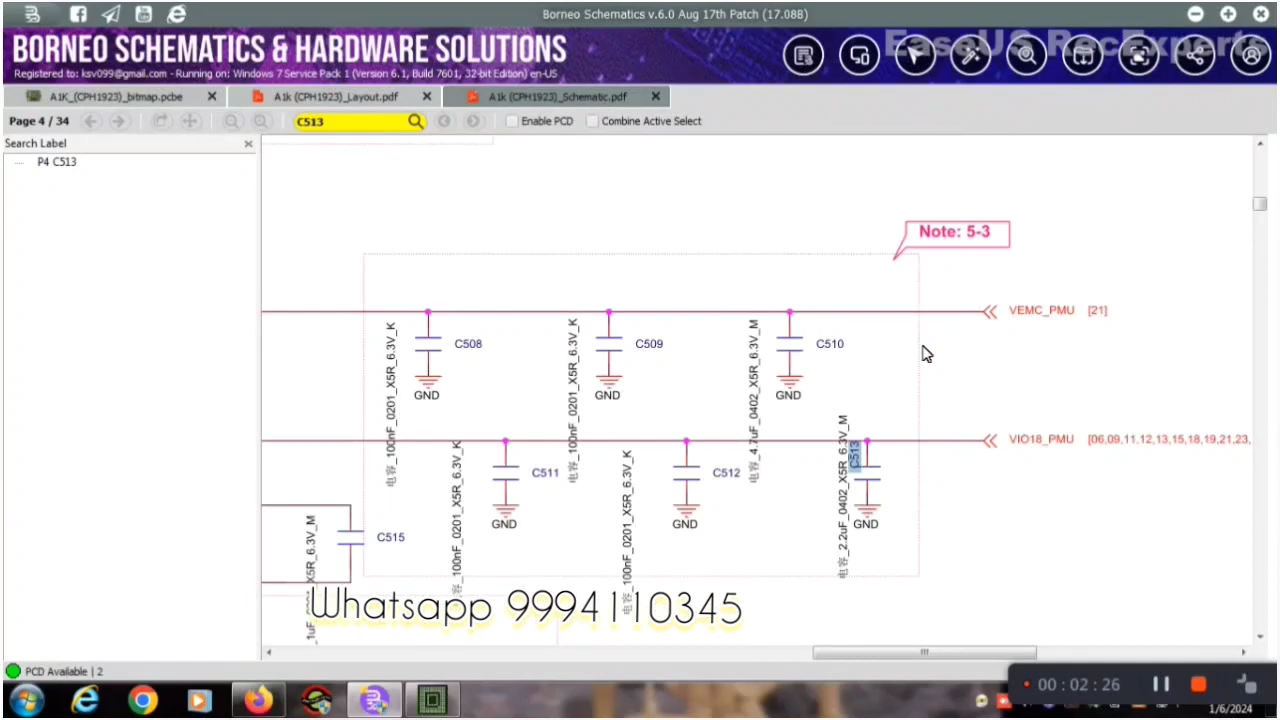 Borneo Schematics v.6.0 Aug 17th Patch (17.088)
BORNEO SCHEMATICS & HARDWARE SOLUTIONS
EaseUS RecExperts
Registered to: ksv099@gmail.com - Running on: Windows 7 Service Pack 1 (Version 6.1, Build 7601, 32-bit Edition) en-US
A1K_(CPH1923)_bitmap.pcbe
A1k (CPH1923)_Layout.pdf
A1k (CPH1923)_Schematic.pdf
Page 4 / 34
C513
Enable PCD
Combine Active Select
Search Label
P4 C513
Note: 5-3
VEMC_PMU [21]
电容_100nF_0201_X5R_6.3V_K
C508
GND
电容_100nF_0201_X5R_6.3V_K
C509
GND
电容_4.7uF_0402_X5R_6.3V_M
C510
GND
VIO18_PMU [06,09,11,12,13,15,18,19,21,23,
容_100nF_0201_X5R_6.3V_K
C511
GND
容_100nF_0201_X5R_6.3V_K
C512
GND
电容_2.2uF_0402_X5R_6.3V_M
C513
GND
X5R_6.3V_M
C515
Whatsapp 9994110345
PCD Available | 2
00:02:26
1/6/2024